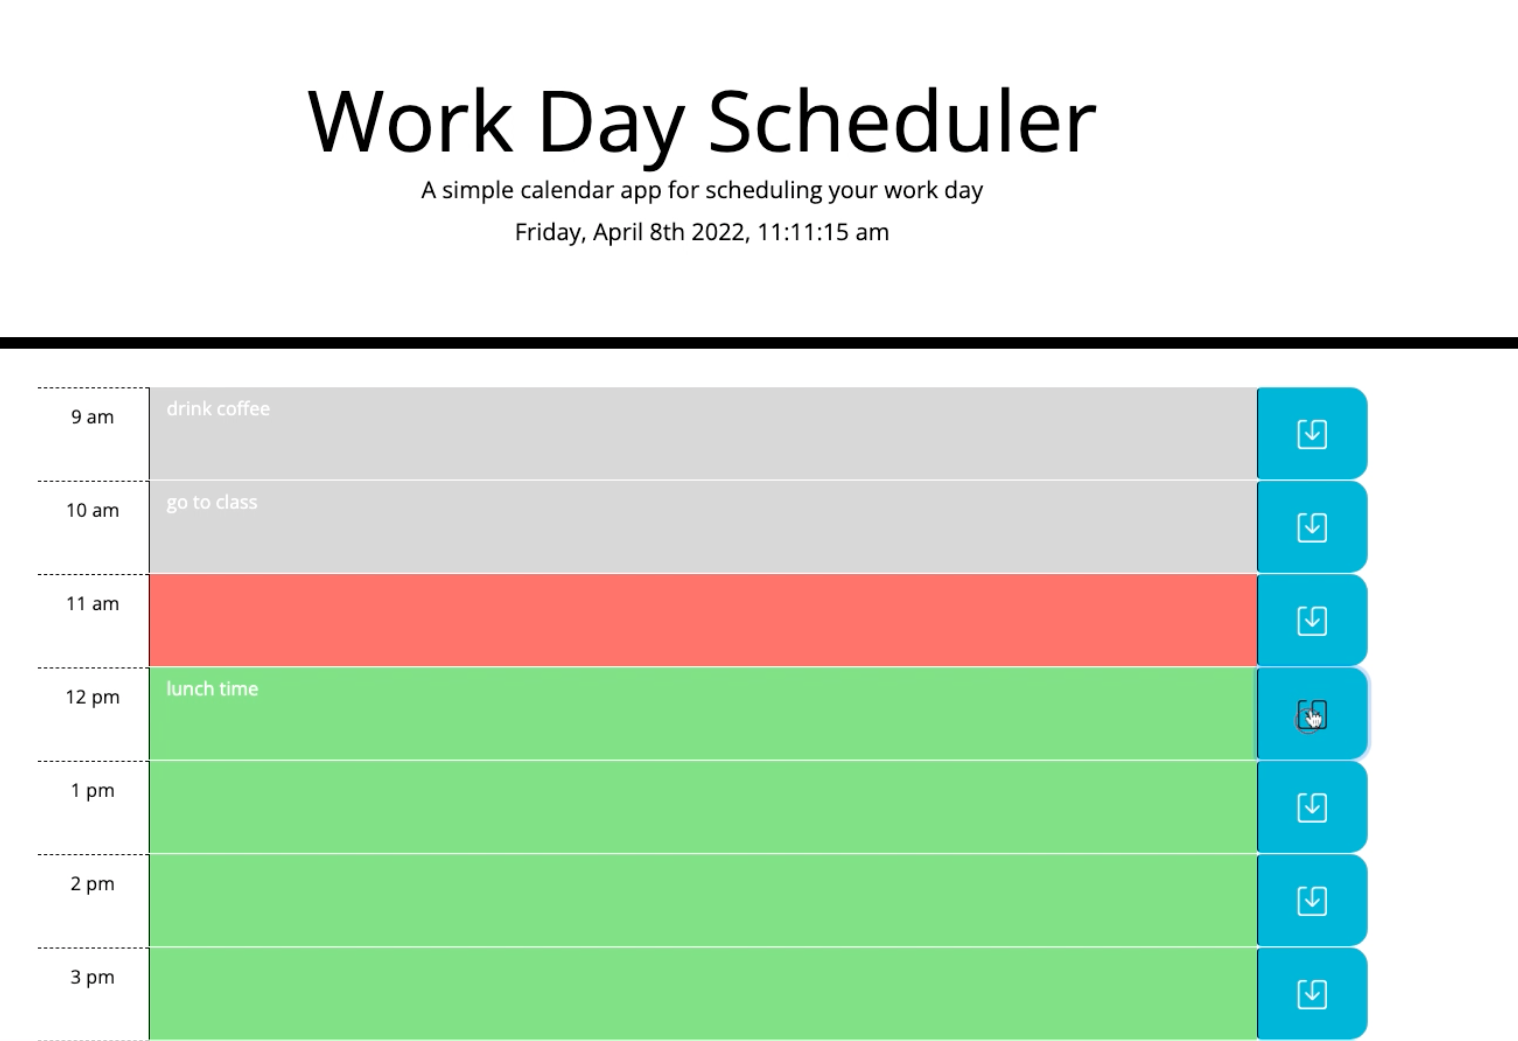 Work Day Scheduler
A simple calendar app for scheduling your work day
Friday, April 8th 2022, 11:11:15 am
9 am
drink coffee
10 am
go to class
11 am
12 pm
lunch time
1 pm
2 pm
3 pm